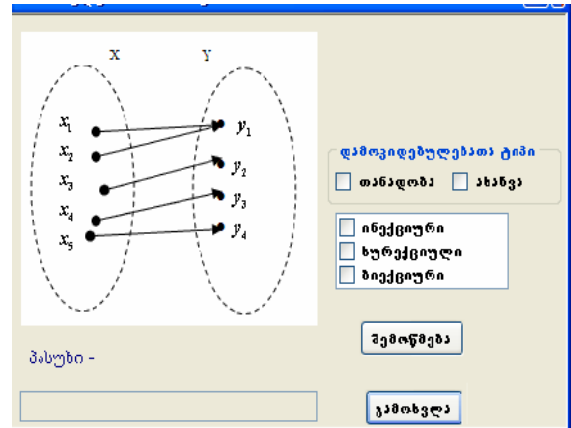 X Y
x₁
x₂
x₃
x₄
x₅
y₁
y₂
y₃
y₄
დამოკიდებულებათა ტიპი
თანადობა ასახვა
ინექციური
სურექციული
ბიექციური
შემოწმება
პასუხი -
გამოსვლა